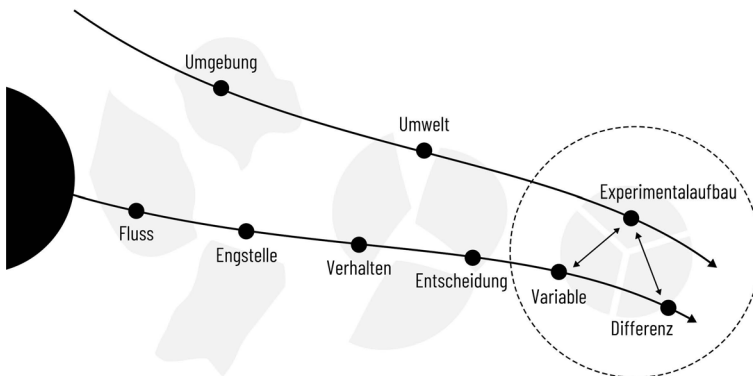 Umgebung
Umwelt
Experimentalaufbau
Fluss
Engstelle
Verhalten
Entscheidung
Variable
Differenz